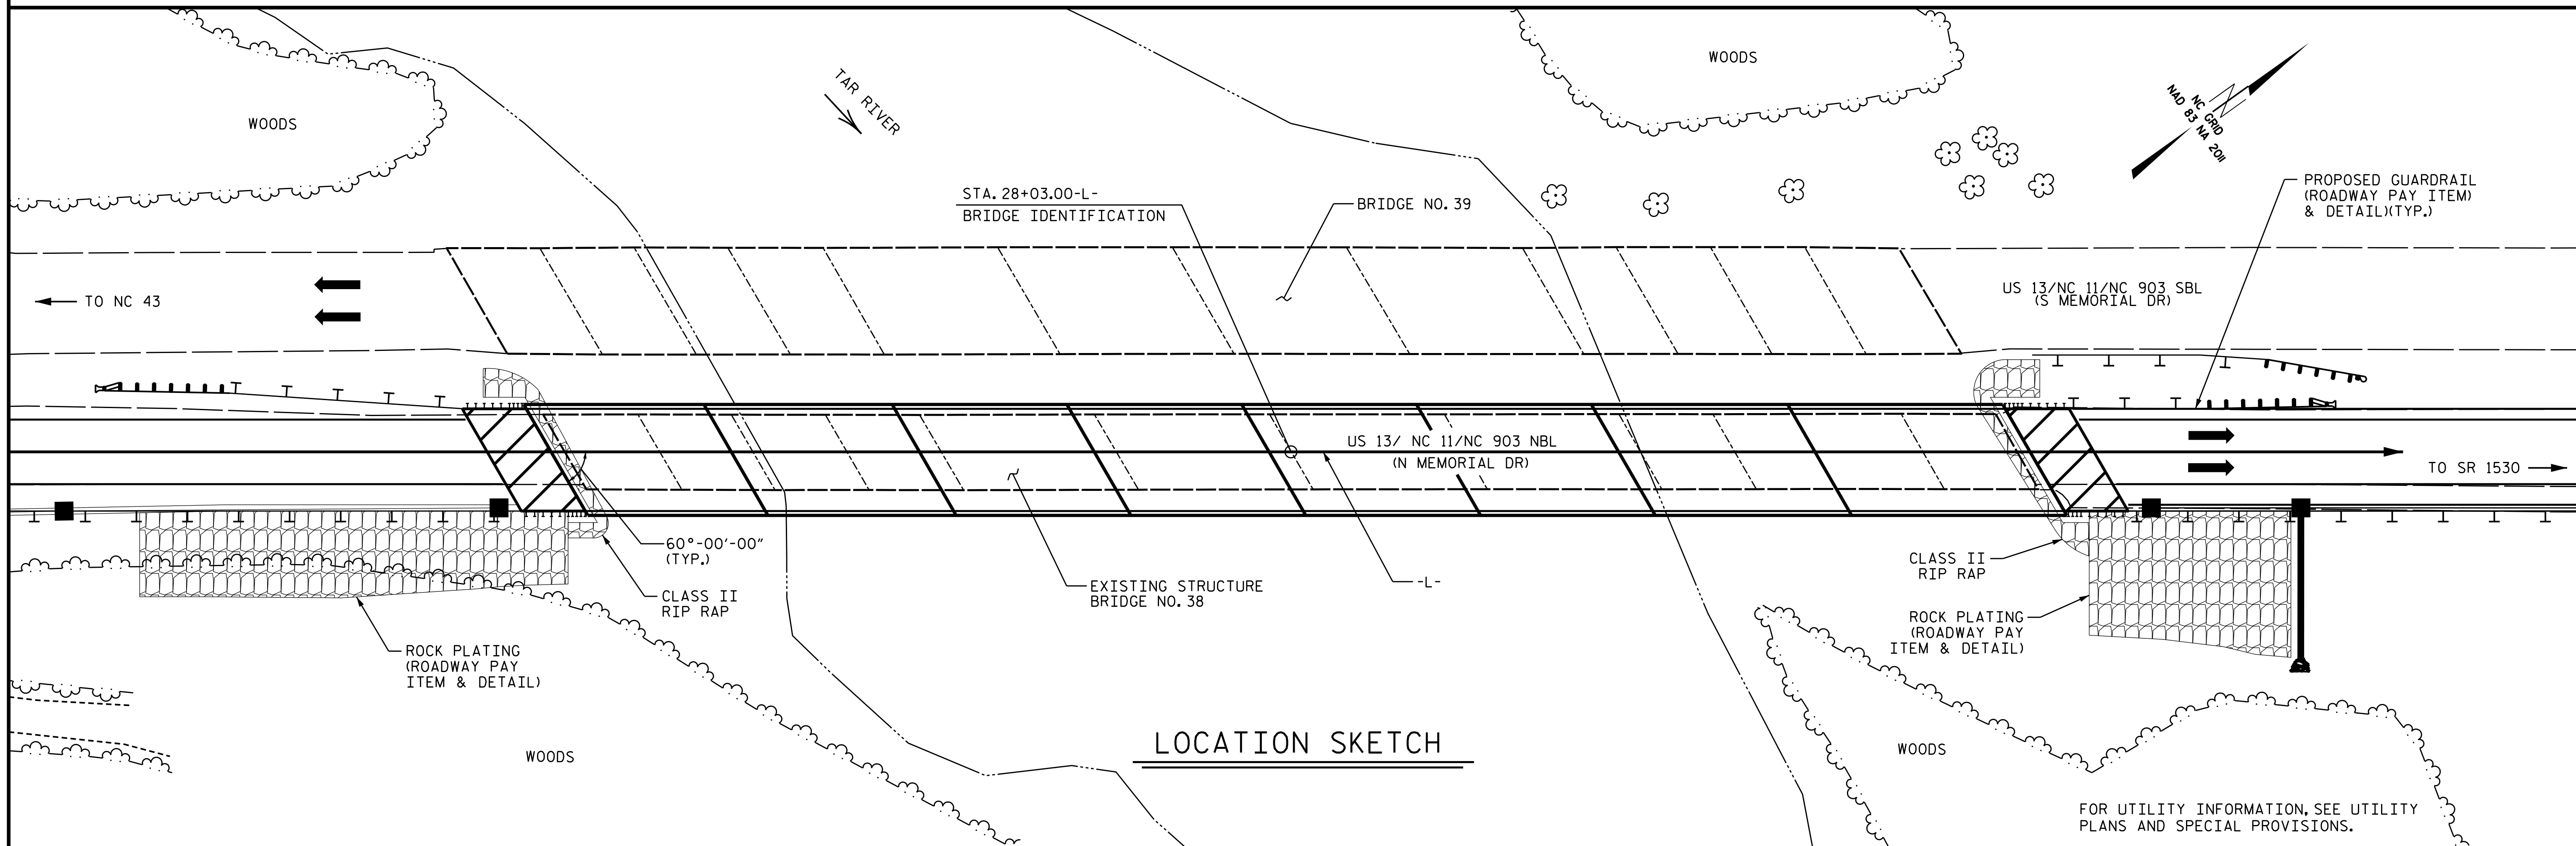 WOODS
TAR RIVER
WOODS
NC GRID
NAD 83 NA 2011
STA. 28+03.00-L-
BRIDGE IDENTIFICATION
BRIDGE NO. 39
PROPOSED GUARDRAIL
(ROADWAY PAY ITEM)
& DETAIL)(TYP.)
TO NC 43
US 13/NC 11/NC 903 SBL
(S MEMORIAL DR)
US 13/ NC 11/NC 903 NBL
(N MEMORIAL DR)
TO SR 1530
60°-00'-00"
(TYP.)
CLASS II
RIP RAP
EXISTING STRUCTURE
BRIDGE NO. 38
-L-
CLASS II
RIP RAP
ROCK PLATING
(ROADWAY PAY
ITEM & DETAIL)
ROCK PLATING
(ROADWAY PAY
ITEM & DETAIL)
WOODS
LOCATION SKETCH
WOODS
FOR UTILITY INFORMATION, SEE UTILITY
PLANS AND SPECIAL PROVISIONS.